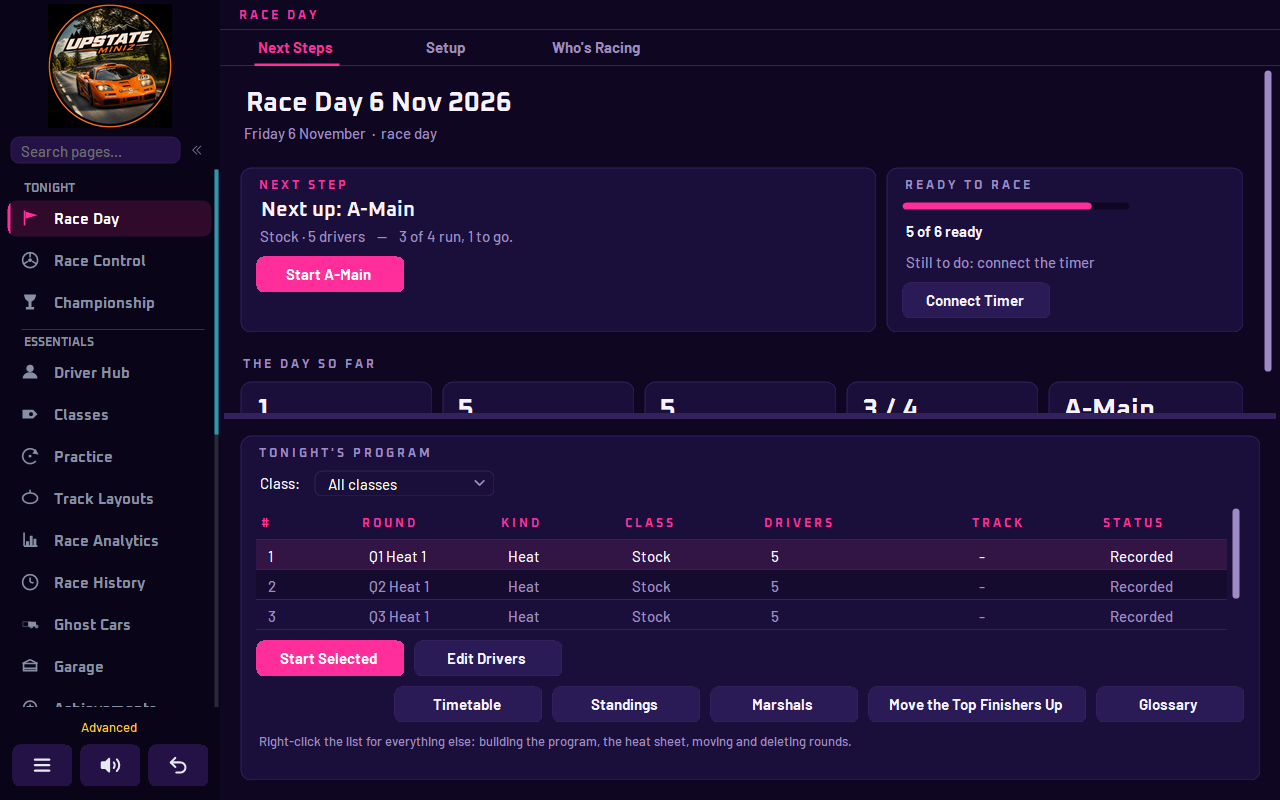 UPSTATE
MINIZ
Search pages...
TONIGHT
Race Day
Race Control
Championship
ESSENTIALS
Driver Hub
Classes
Practice
Track Layouts
Race Analytics
Race History
Ghost Cars
Garage
Achievements
Advanced
RACE DAY
Next Steps
Setup
Who's Racing
Race Day 6 Nov 2026
Friday 6 November · race day
NEXT STEP
Next up: A-Main
Stock · 5 drivers — 3 of 4 run, 1 to go.
Start A-Main
READY TO RACE
5 of 6 ready
Still to do: connect the timer
Connect Timer
THE DAY SO FAR
1 5 5 3 / 4 A-Main
TONIGHT'S PROGRAM
Class: All classes
# ROUND KIND CLASS DRIVERS TRACK STATUS
1 Q1 Heat 1 Heat Stock 5 - Recorded
2 Q2 Heat 1 Heat Stock 5 - Recorded
3 Q3 Heat 1 Heat Stock 5 - Recorded
Start Selected Edit Drivers
Timetable Standings Marshals Move the Top Finishers Up Glossary
Right-click the list for everything else: building the program, the heat sheet, moving and deleting rounds.